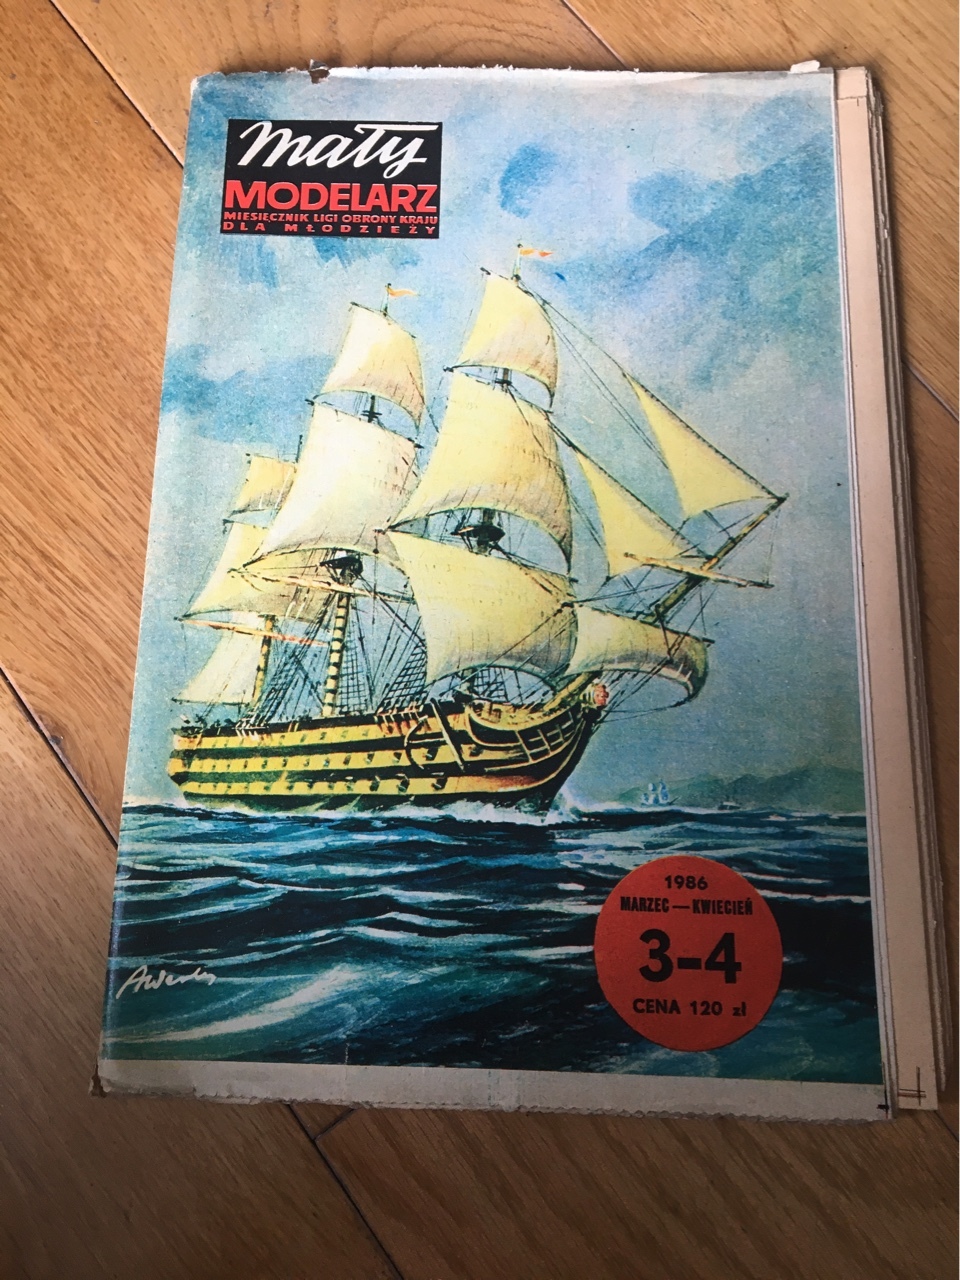 Mały
MODELARZ
MIESIĘCZNIK LIGI OBRONY KRAJU
DLA MŁODZIEŻY
1986
MARZEC — KWIECIEŃ
3-4
CENA 120 zł